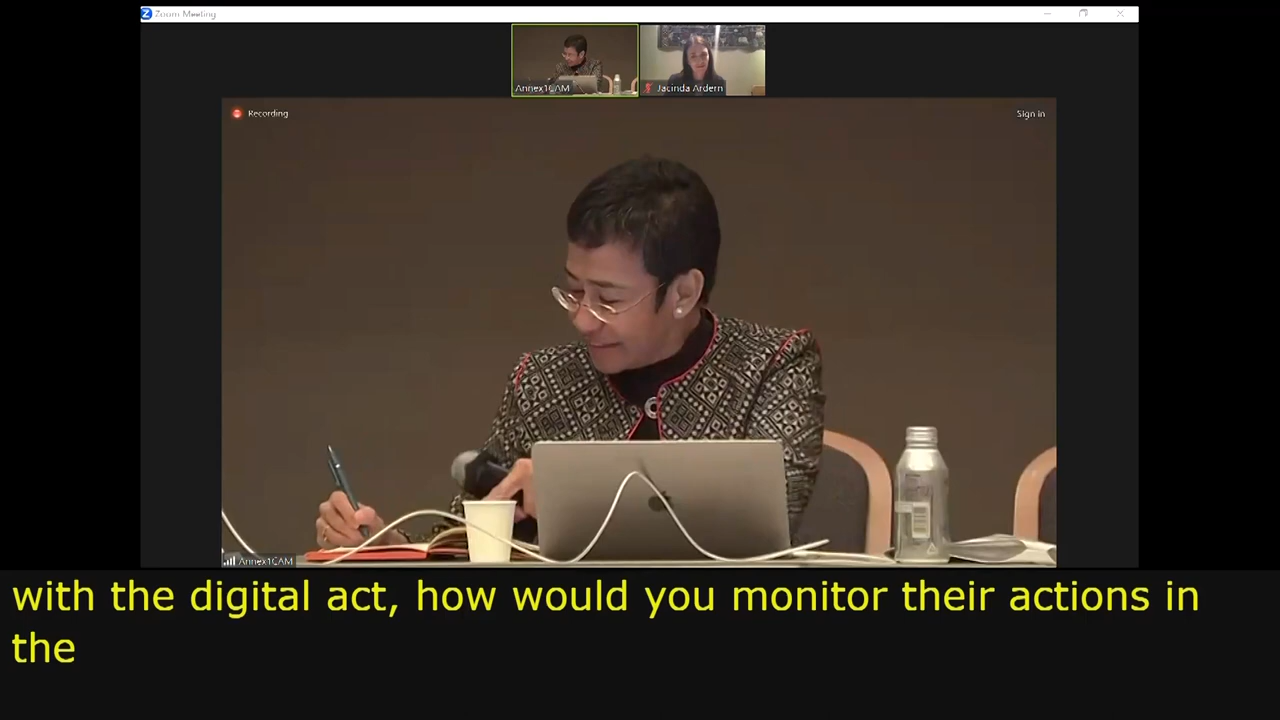 Zoom Meeting
Annex1CAM
Jacinda Ardern
Recording
Sign in
Annex1CAM
with the digital act, how would you monitor their actions in
the